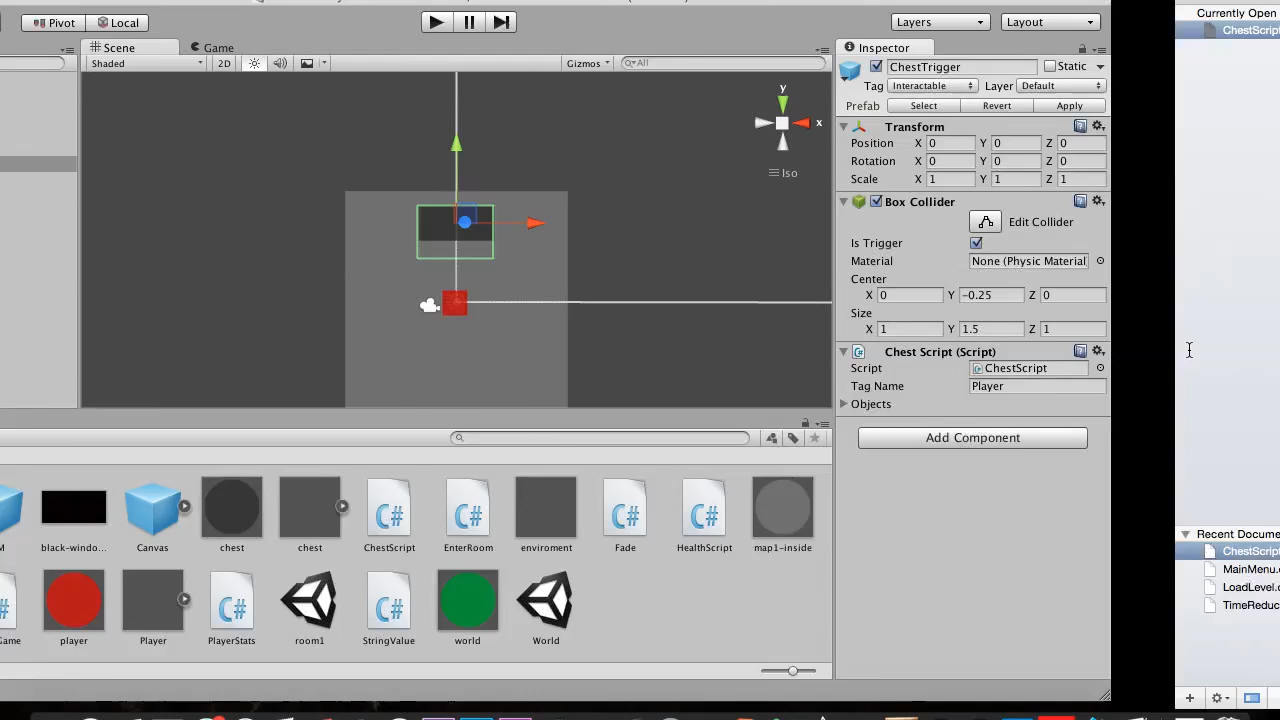 Currently Open
Pivot Local Layers Layout
ChestScript
Scene Game Inspector
Shaded 2D Gizmos All
ChestTrigger Static
Tag Interactable Layer Default
Prefab Select Revert Apply
y
x
Iso
Transform
Position X 0 Y 0 Z 0
Rotation X 0 Y 0 Z 0
Scale X 1 Y 1 Z 1
Box Collider
Edit Collider
Is Trigger
Material None (Physic Material
Center
X 0 Y -0.25 Z 0
Size
X 1 Y 1.5 Z 1
Chest Script (Script)
Script ChestScript
Tag Name Player
Objects
Add Component
C# C# C# C#
black-windo... Canvas chest chest ChestScript EnterRoom enviroment Fade HealthScript map1-inside
C# C#
Game player Player PlayerStats room1 StringValue world World
Recent Docume
ChestScript
MainMenu.
LoadLevel.
TimeReduc